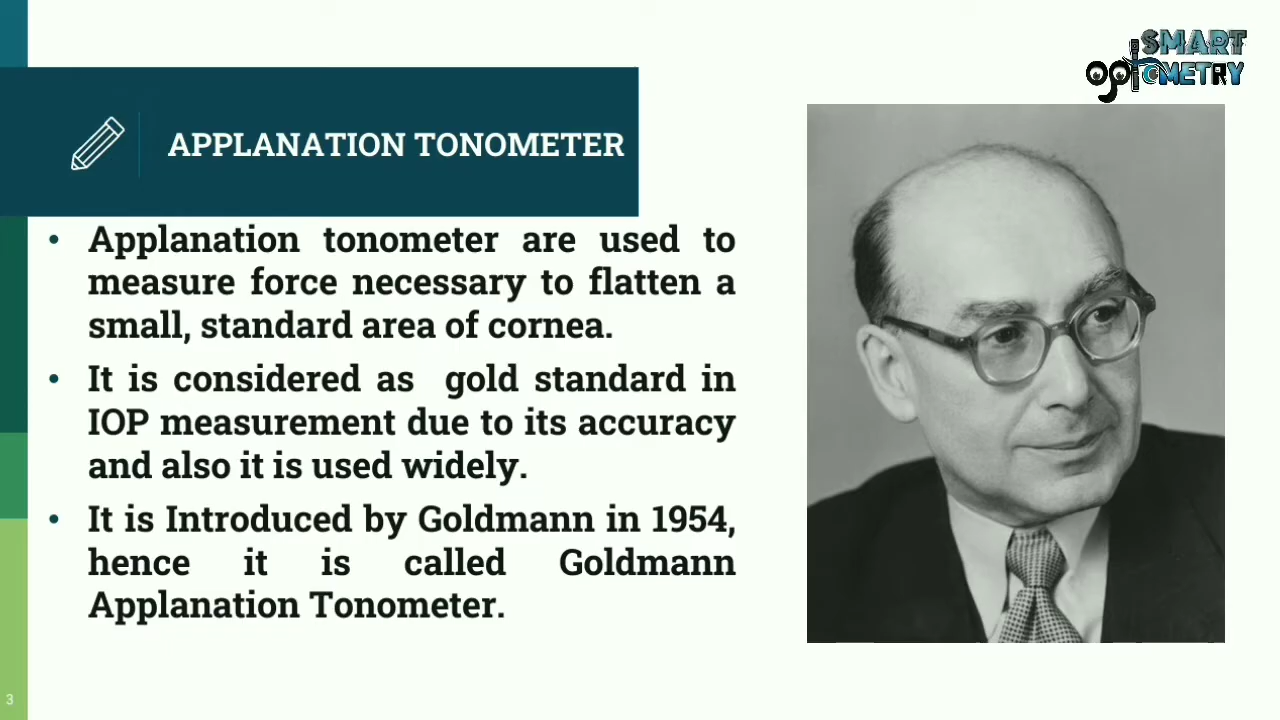 SMART
optOMETRY
APPLANATION TONOMETER
• Applanation tonometer are used to
measure force necessary to flatten a
small, standard area of cornea.
• It is considered as gold standard in
IOP measurement due to its accuracy
and also it is used widely.
• It is Introduced by Goldmann in 1954,
hence it is called Goldmann
Applanation Tonometer.
3